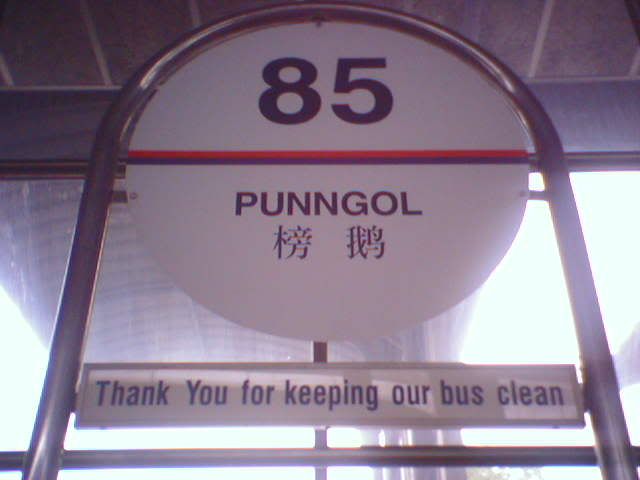 85
PUNNGOL
榜 鹅
Thank You for keeping our bus clean